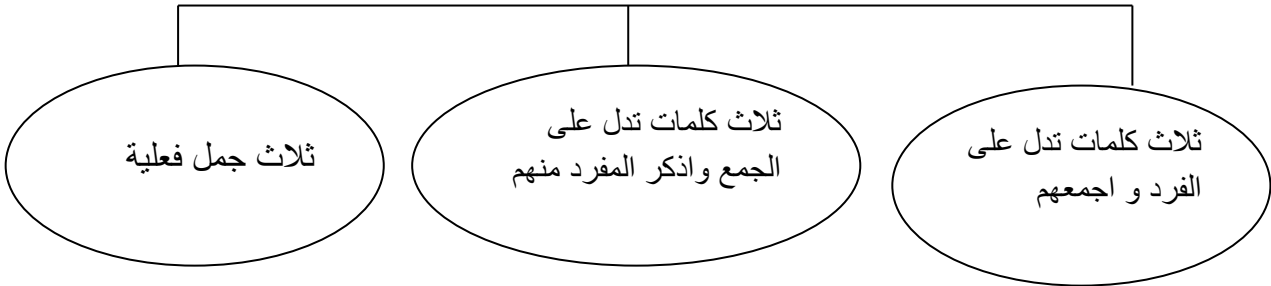 ثلاث كلمات تدل على
الفرد و اجمعهم
ثلاث كلمات تدل على
الجمع واذكر المفرد منهم
ثلاث جمل فعلية